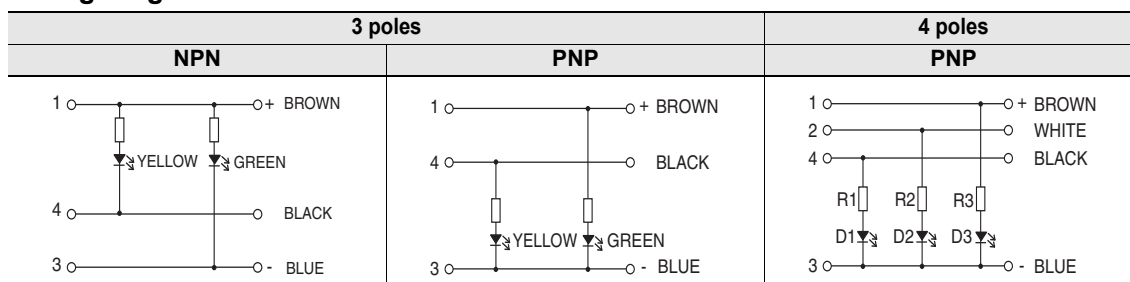 3 poles 4 poles
NPN PNP PNP
1 + BROWN
YELLOW GREEN
4 BLACK
3 - BLUE
1 + BROWN
4 BLACK
YELLOW GREEN
3 - BLUE
1 + BROWN
2 WHITE
4 BLACK
R1 R2 R3
D1 D2 D3
3 - BLUE